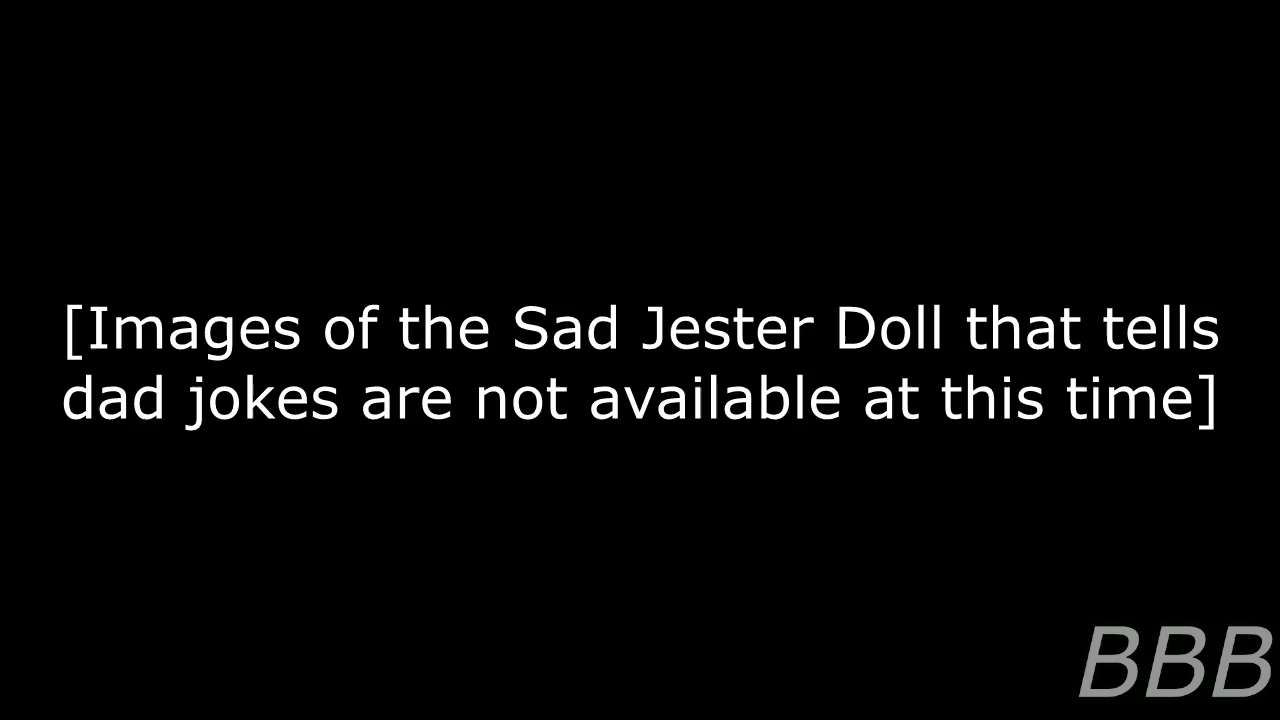 [Images of the Sad Jester Doll that tells
dad jokes are not available at this time]
BBB